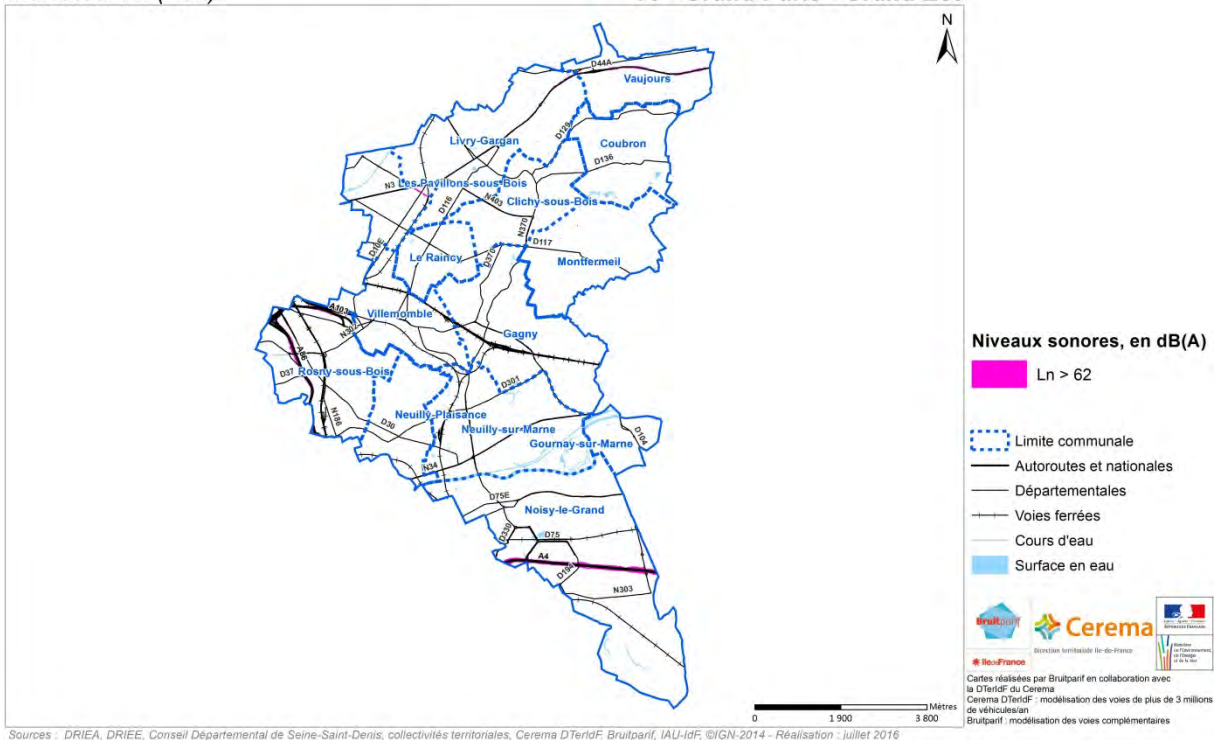 N
D44A
Vaujours
D129
Livry-Gargan
Coubron
D136
N3
Les Pavillons-sous-Bois
D116
N403
Clichy-sous-Bois
N370
D117
D10E
Le Raincy
D370
Montfermeil
A103
Villemomble
N302
Gagny
A86
D37
Rosny-sous-Bois
D301
N186
Neuilly-Plaisance
D30
Neuilly-sur-Marne
Gournay-sur-Marne
D104
N34
D75E
Noisy-le-Grand
D330
D75
A4
D194
N303
Niveaux sonores, en dB(A)
Ln > 62
Limite communale
Autoroutes et nationales
Départementales
Voies ferrées
Cours d'eau
Surface en eau
Bruitparif
Cerema
Direction territoriale Ile-de-France
iledeFrance
Cartes réalisées par Bruitparif en collaboration avec
la DTerIdF du Cerema
Cerema DTerIdF : modélisation des voies de plus de 3 millions
de véhicules/an
Bruitparif : modélisation des voies complémentaires
Mètres
0 1 900 3 800
Sources : DRIEA, DRIEE, Conseil Départemental de Seine-Saint-Denis, collectivités territoriales, Cerema DTerIdF, Bruitparif, IAU-IdF, ©IGN-2014 - Réalisation : juillet 2016